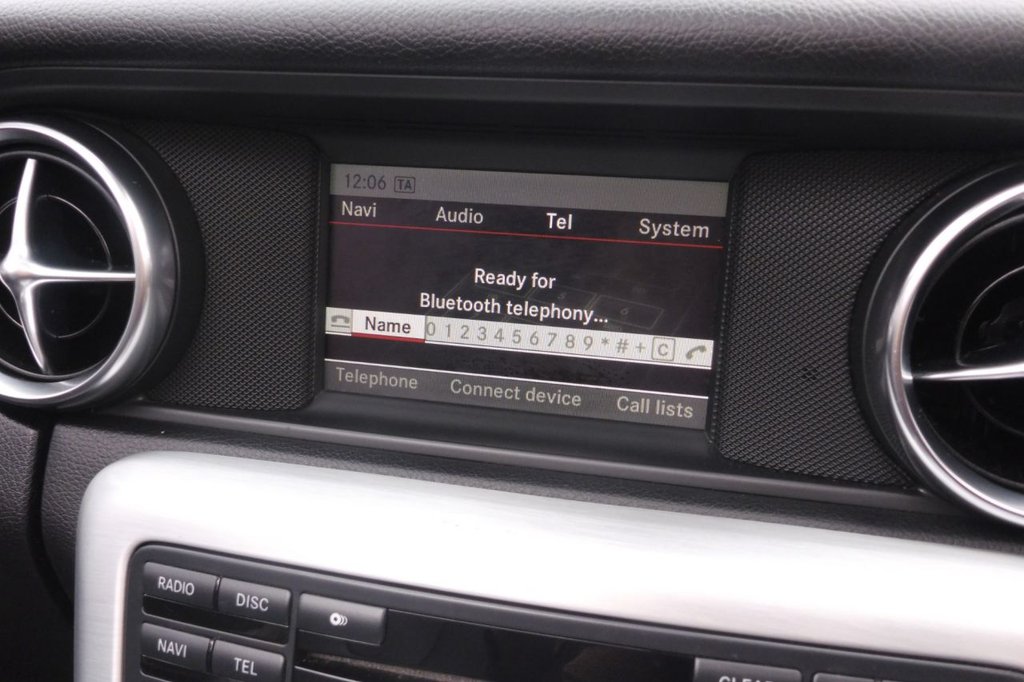 12:06 TA
Navi Audio Tel System
Ready for
Bluetooth telephony...
Name 0 1 2 3 4 5 6 7 8 9 * # + C
Telephone Connect device Call lists
RADIO DISC
NAVI TEL
CLEAR